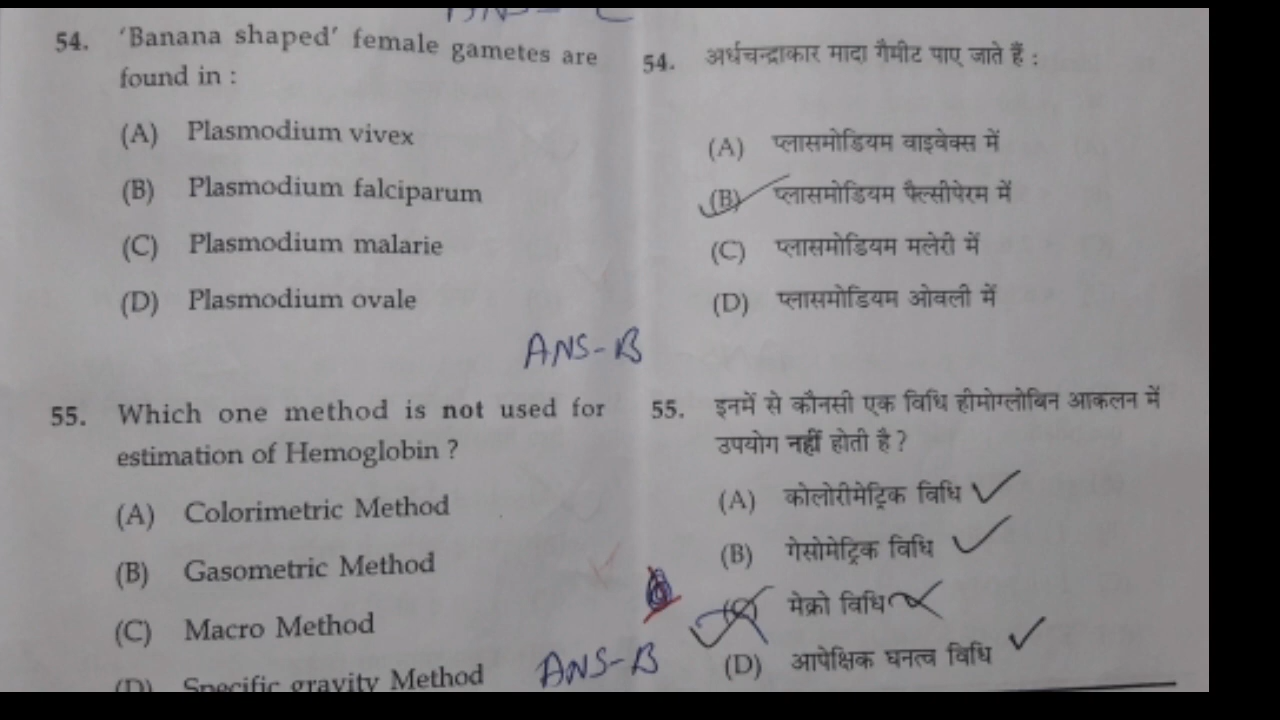 54. 'Banana shaped' female gametes are
found in :
(A) Plasmodium vivex
(B) Plasmodium falciparum
(C) Plasmodium malarie
(D) Plasmodium ovale
ANS-B
55. Which one method is not used for
estimation of Hemoglobin ?
(A) Colorimetric Method
(B) Gasometric Method
(C) Macro Method
(D) Specific gravity Method
ANS-B
54. अर्धचन्द्राकार मादा गैमीट पाए जाते हैं :
(A) प्लासमोडियम वाइवेक्स में
(B) प्लासमोडियम फैल्सीपेरम में
(C) प्लासमोडियम मलेरी में
(D) प्लासमोडियम ओवली में
55. इनमें से कौनसी एक विधि हीमोग्लोबिन आकलन में
उपयोग नहीं होती है ?
(A) कोलोरीमेट्रिक विधि
(B) गेसोमेट्रिक विधि
(C) मेक्रो विधि
(D) आपेक्षिक घनत्व विधि